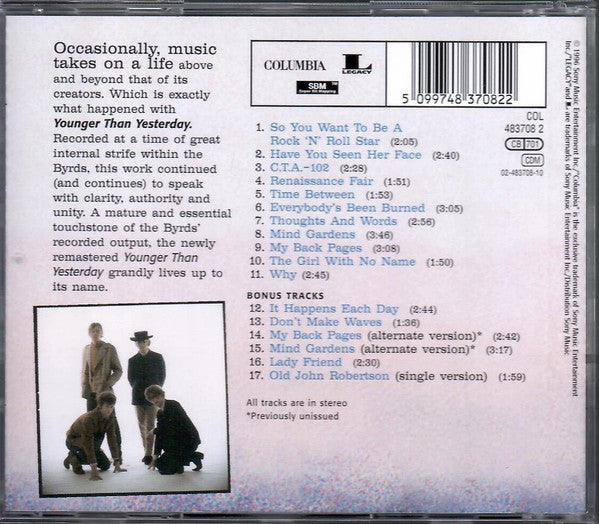 Occasionally, music
takes on a life above
and beyond that of its
creators. Which is exactly
what happened with
Younger Than Yesterday.
Recorded at a time of great
internal strife within the
Byrds, this work continued
(and continues) to speak
with clarity, authority and
unity. A mature and essential
touchstone of the Byrds'
recorded output, the newly
remastered Younger Than
Yesterday grandly lives up to
its name.
COLUMBIA
L
LEGACY
SBM™
Super Bit Mapping
5 099748 370822
COL
483708 2
CB 701
CDM
02-483708-10
1. So You Want To Be A
Rock 'N' Roll Star (2:05)
2. Have You Seen Her Face (2:40)
3. C.T.A.-102 (2:28)
4. Renaissance Fair (1:51)
5. Time Between (1:53)
6. Everybody's Been Burned (3:05)
7. Thoughts And Words (2:56)
8. Mind Gardens (3:46)
9. My Back Pages (3:08)
10. The Girl With No Name (1:50)
11. Why (2:45)
BONUS TRACKS
12. It Happens Each Day (2:44)
13. Don't Make Waves (1:36)
14. My Back Pages (alternate version)* (2:42)
15. Mind Gardens (alternate version)* (3:17)
16. Lady Friend (2:30)
17. Old John Robertson (single version) (1:59)
All tracks are in stereo
*Previously unissued
© 1996 Sony Music Entertainment Inc./"Columbia" is the exclusive trademark of Sony Music Entertainment
Inc./"LEGACY" and L are trademarks of Sony Music Entertainment Inc./Distribution Sony Music